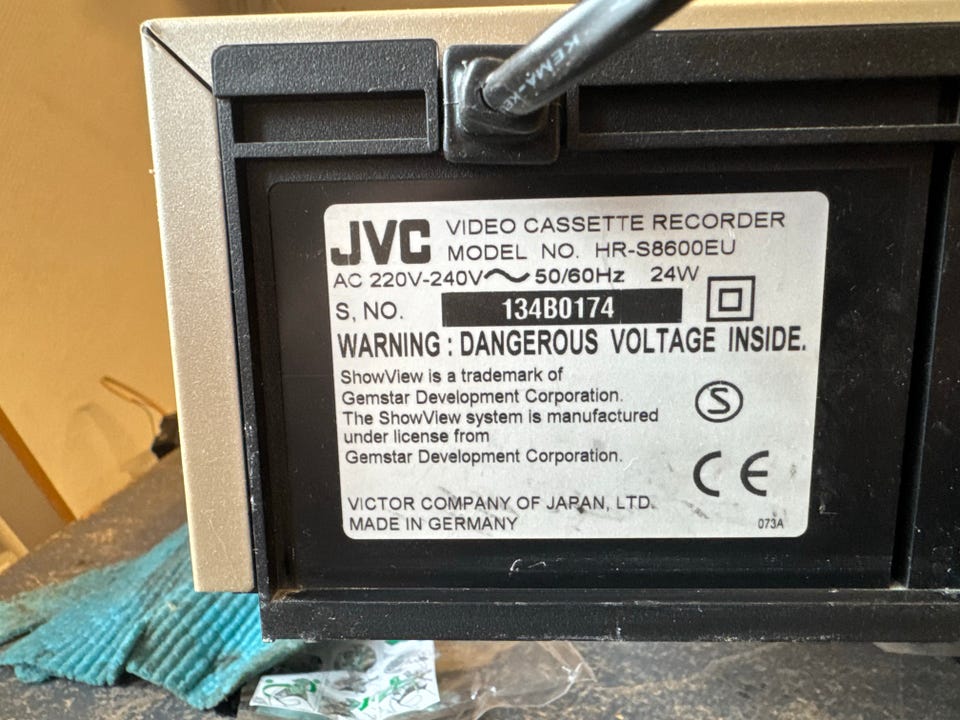 KEMA-KE
JVC VIDEO CASSETTE RECORDER
MODEL NO. HR-S8600EU
AC 220V-240V～ 50/60Hz 24W
S, NO. 134B0174
WARNING : DANGEROUS VOLTAGE INSIDE.
ShowView is a trademark of
Gemstar Development Corporation.
The ShowView system is manufactured
under license from
Gemstar Development Corporation.
S
CE
VICTOR COMPANY OF JAPAN, LTD.
MADE IN GERMANY
073A